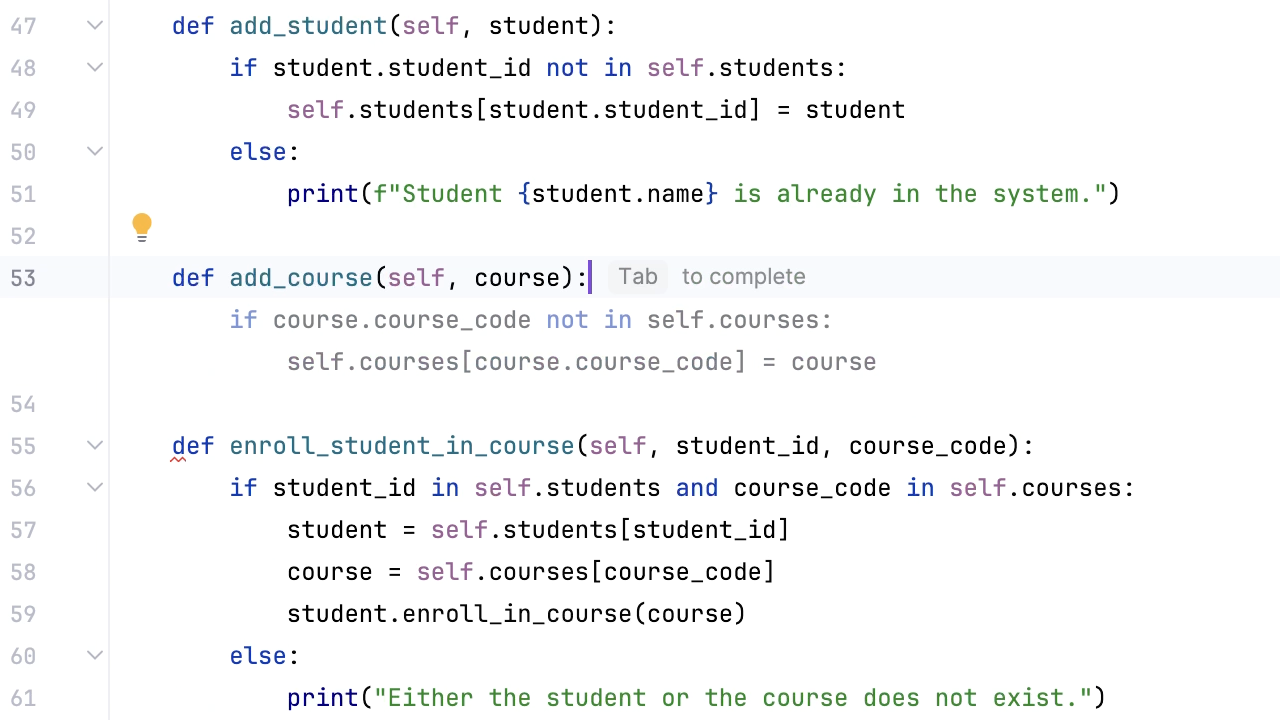 47 def add_student(self, student):
48 if student.student_id not in self.students:
49 self.students[student.student_id] = student
50 else:
51 print(f"Student {student.name} is already in the system.")
52
53 def add_course(self, course): Tab to complete
if course.course_code not in self.courses:
self.courses[course.course_code] = course
54
55 def enroll_student_in_course(self, student_id, course_code):
56 if student_id in self.students and course_code in self.courses:
57 student = self.students[student_id]
58 course = self.courses[course_code]
59 student.enroll_in_course(course)
60 else:
61 print("Either the student or the course does not exist.")